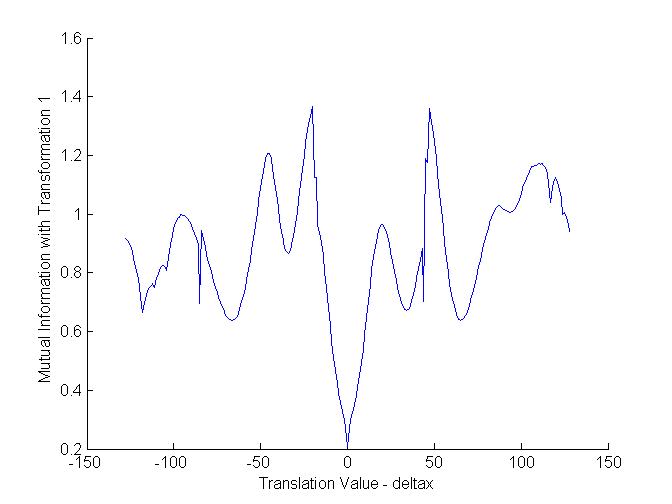 1.6
1.4
1.2
1
0.8
0.6
0.4
0.2
Mutual Information with Transformation 1
-150 -100 -50 0 50 100 150
Translation Value - deltax